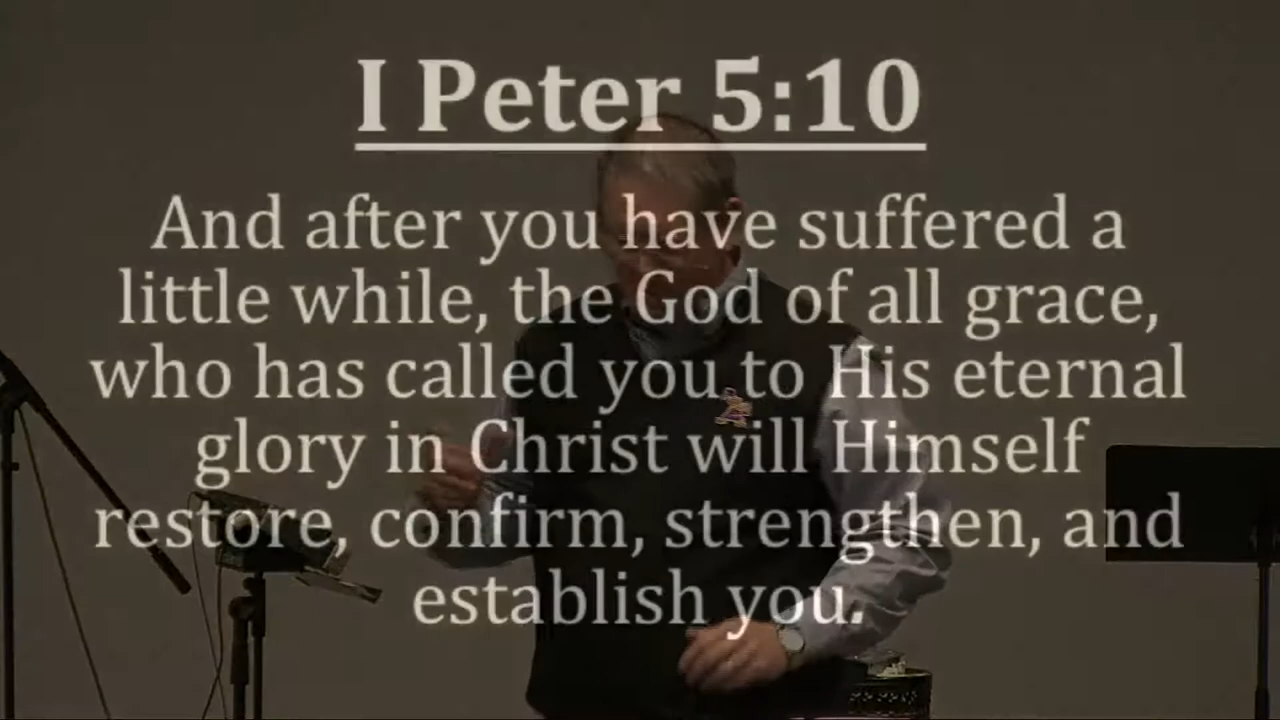 I Peter 5:10
And after you have suffered a
little while, the God of all grace,
who has called you to His eternal
glory in Christ will Himself
restore, confirm, strengthen, and
establish you.